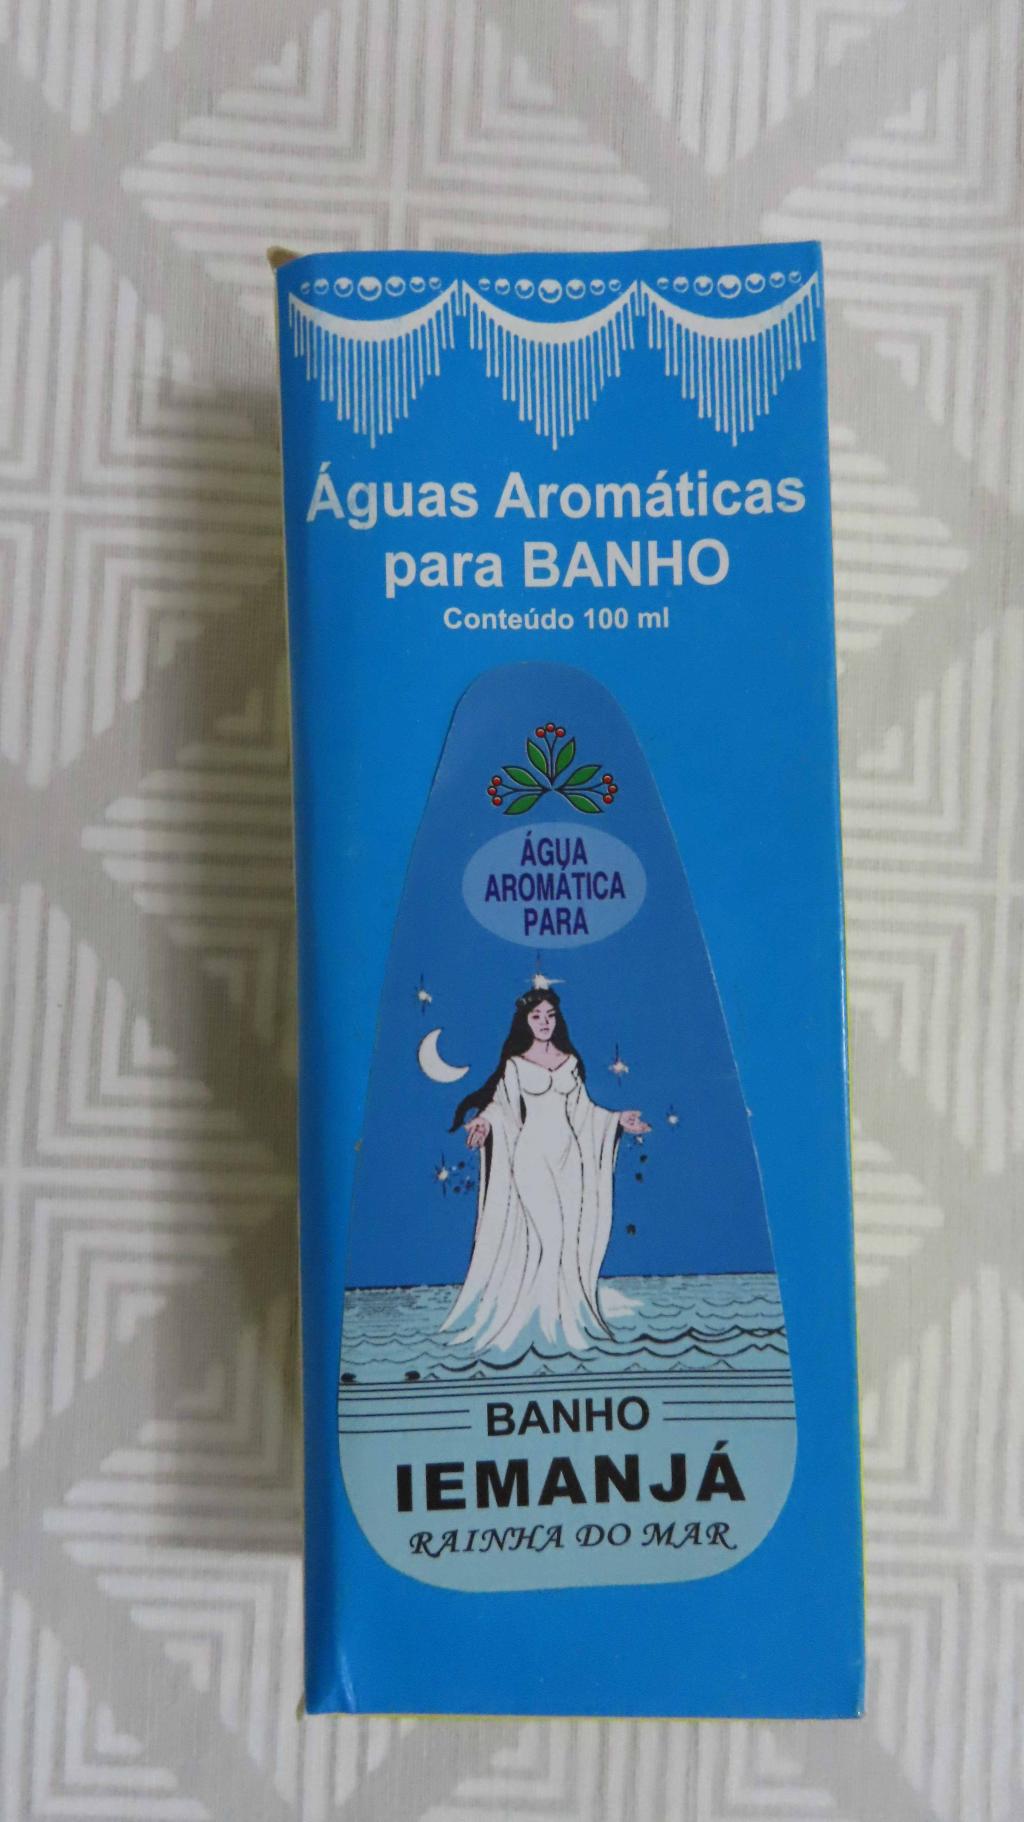 Águas Aromáticas
para BANHO
Conteúdo 100 ml
ÁGUA
AROMÁTICA
PARA
BANHO
IEMANJÁ
RAINHA DO MAR